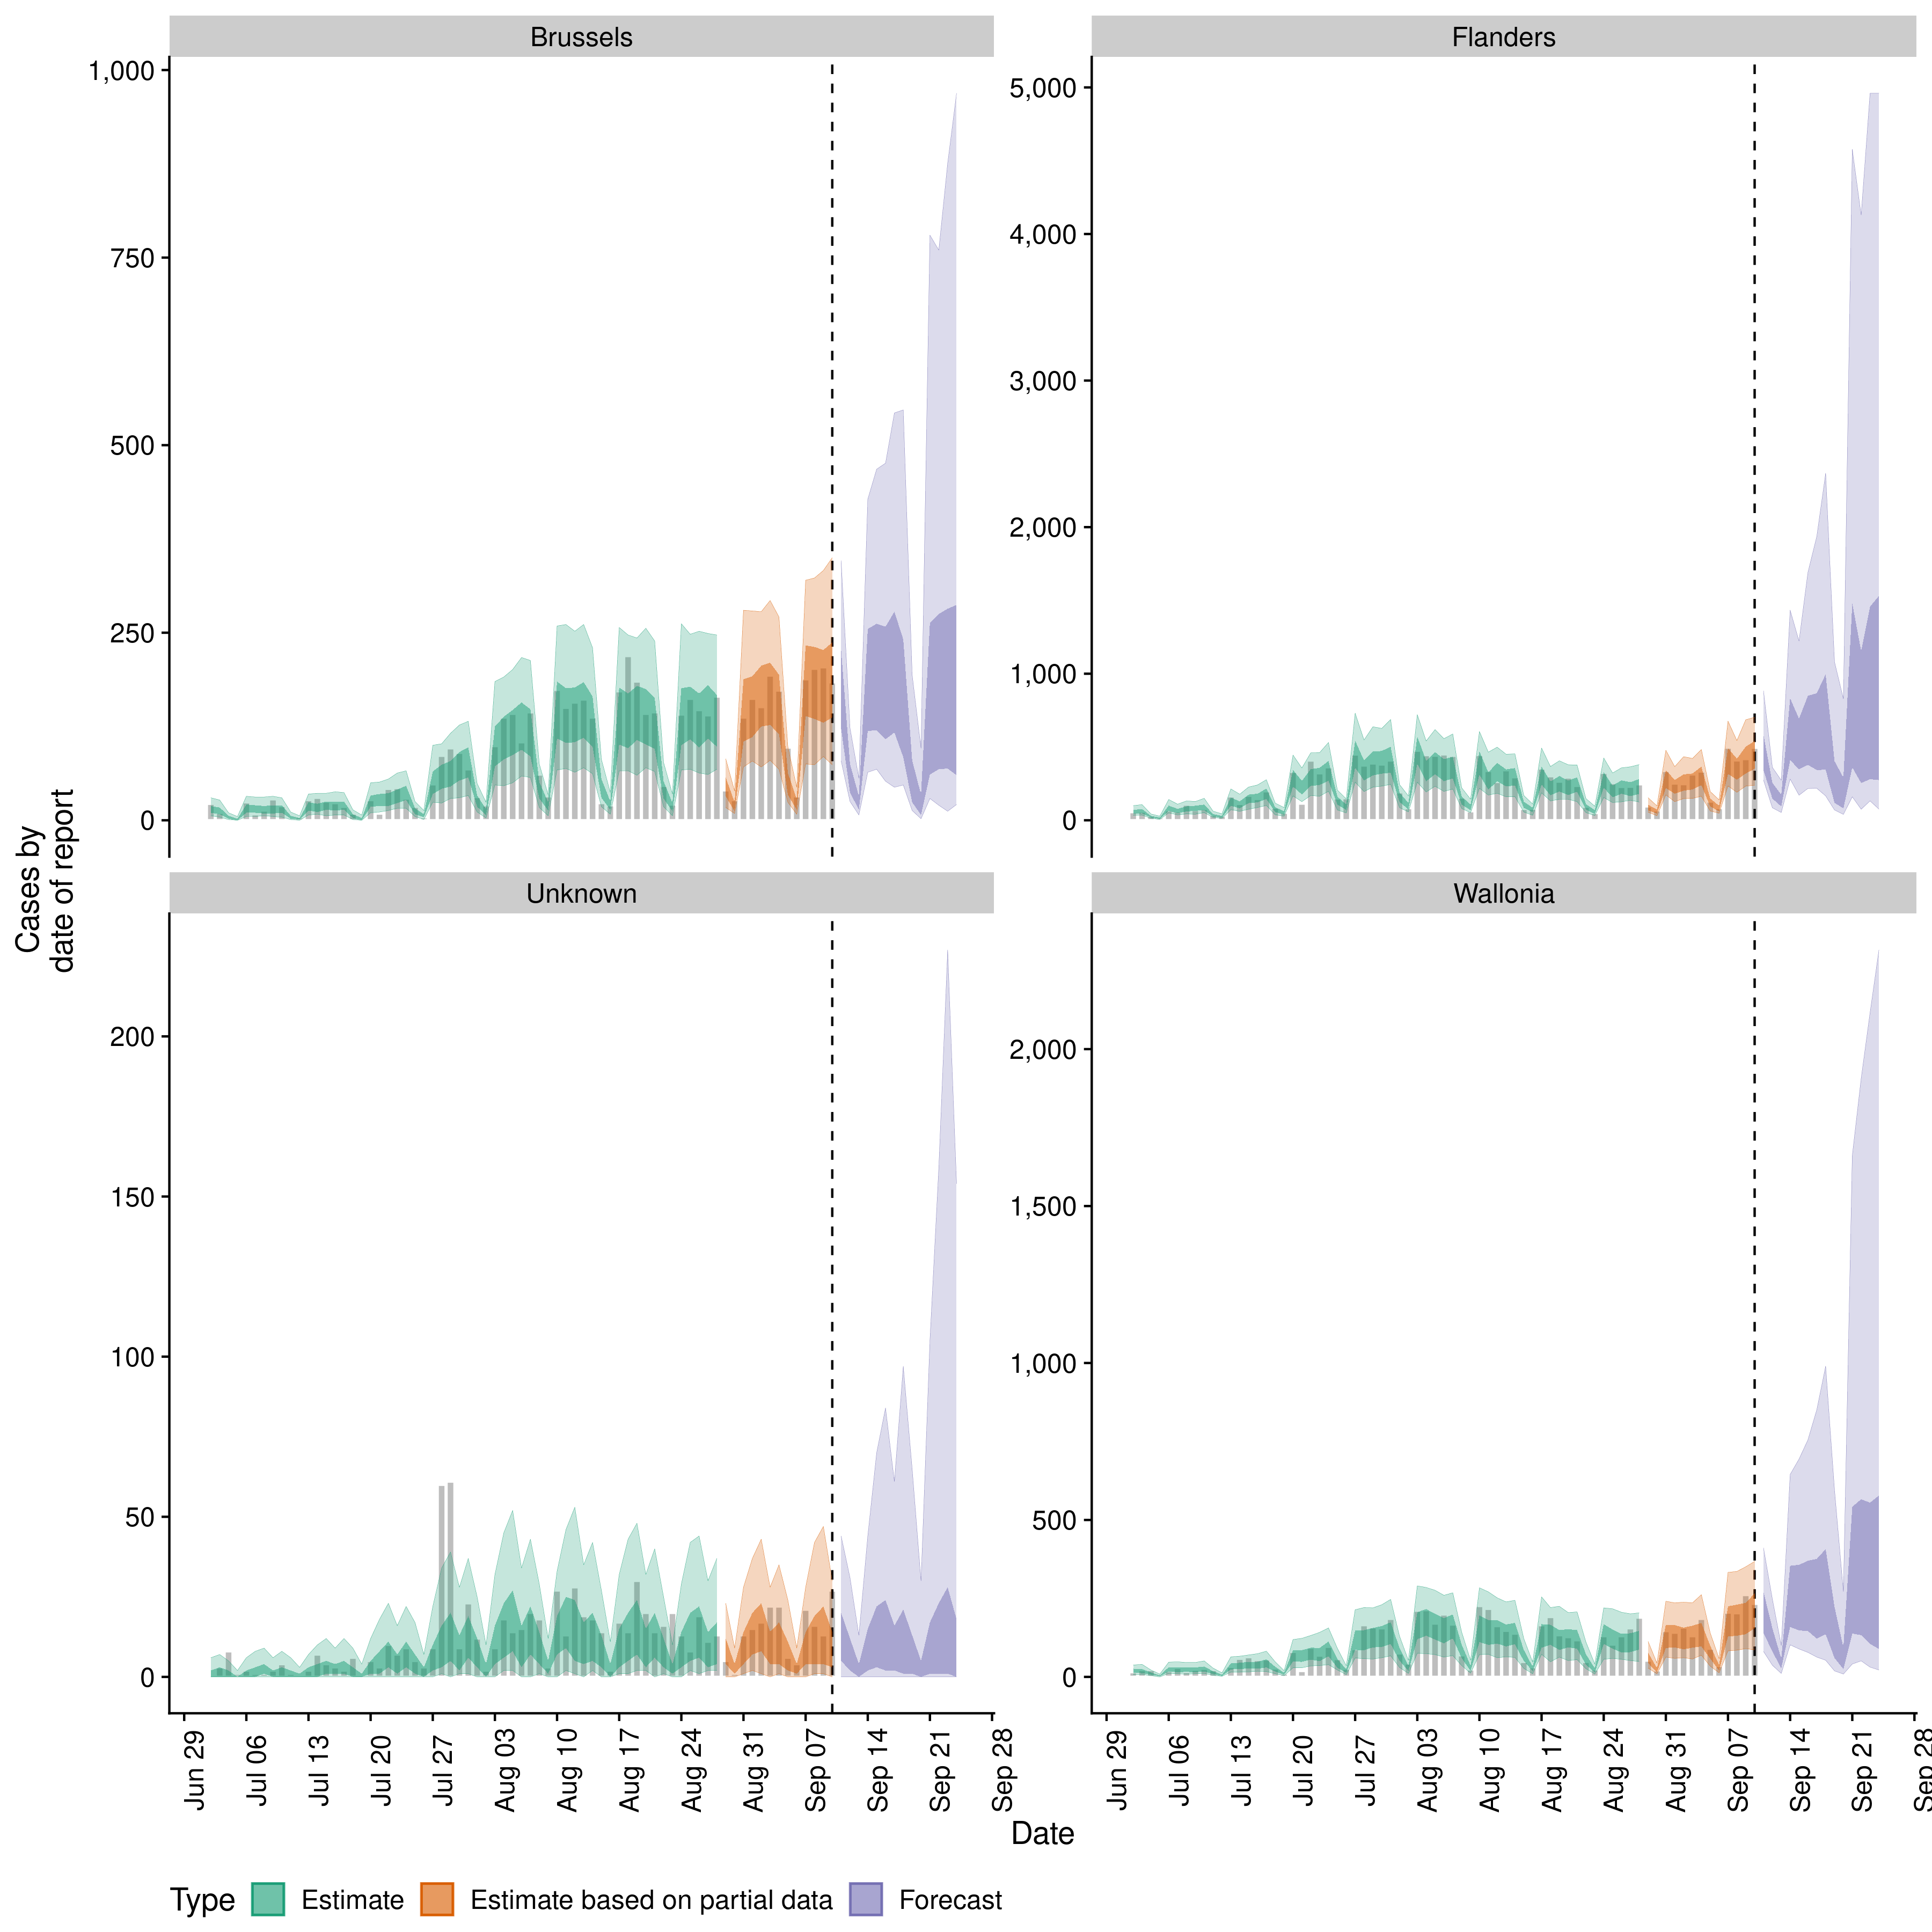 Brussels
Flanders
1,000
750
500
250
0
5,000
4,000
3,000
2,000
1,000
0
Cases by
date of report
Unknown
Wallonia
200
150
100
50
0
2,000
1,500
1,000
500
0
Jun 29
Jul 06
Jul 13
Jul 20
Jul 27
Aug 03
Aug 10
Aug 17
Aug 24
Aug 31
Sep 07
Sep 14
Sep 21
Sep 28
Jun 29
Jul 06
Jul 13
Jul 20
Jul 27
Aug 03
Aug 10
Aug 17
Aug 24
Aug 31
Sep 07
Sep 14
Sep 21
Sep 28
Date
Type Estimate Estimate based on partial data Forecast